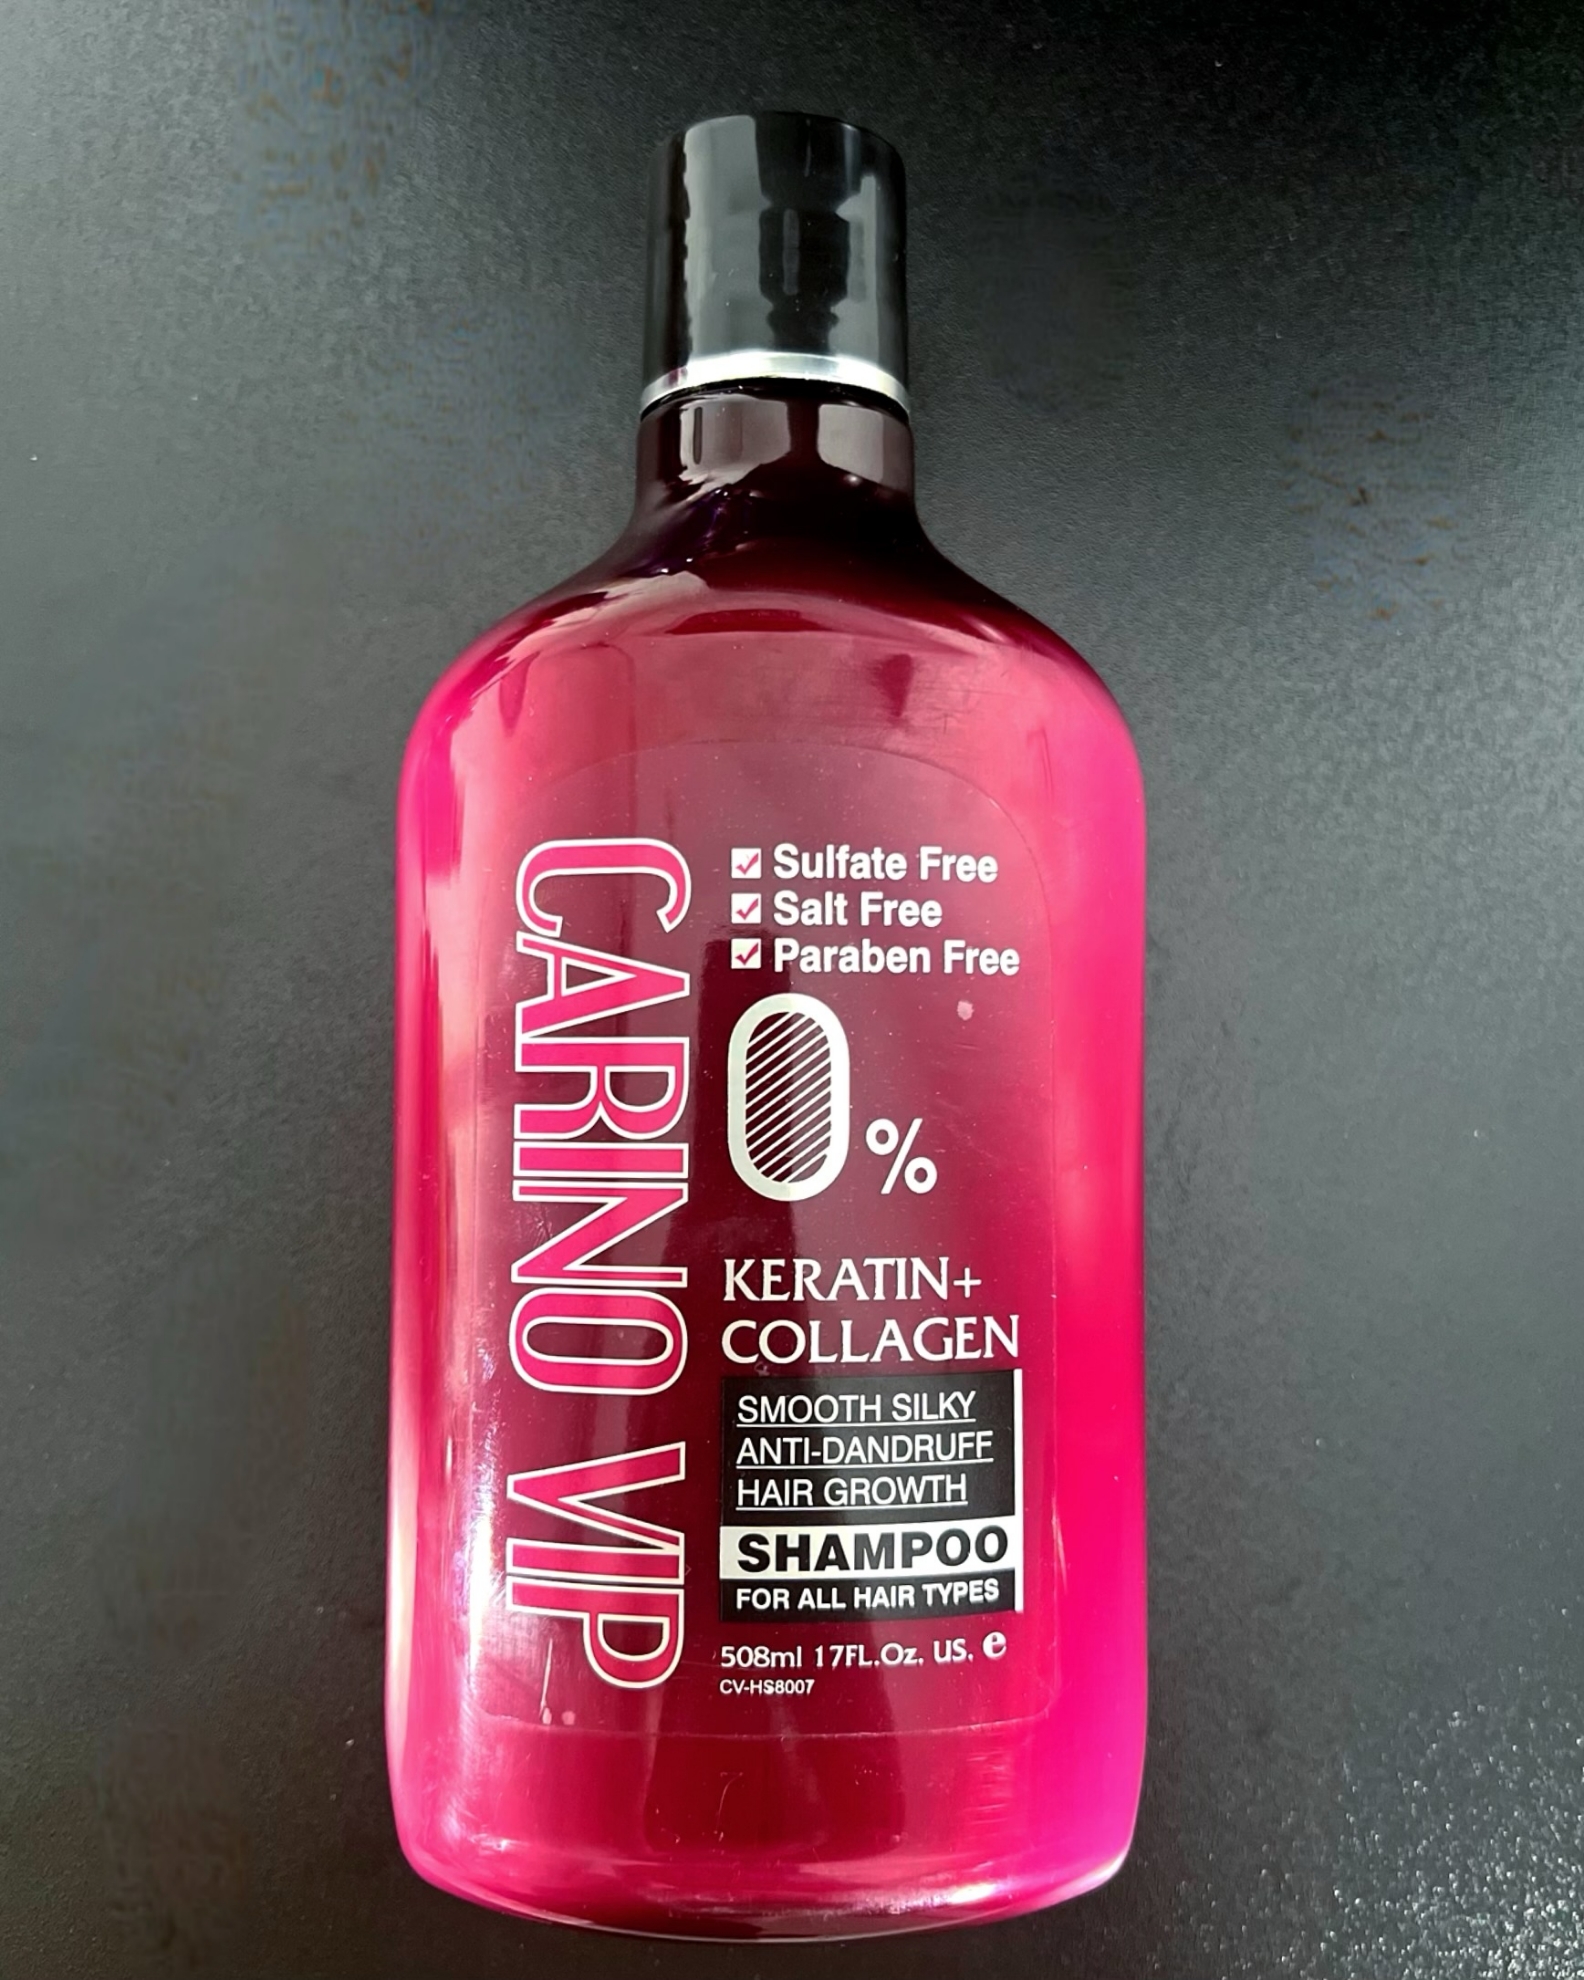 CARINO VIP
Sulfate Free
Salt Free
Paraben Free
0%
KERATIN+
COLLAGEN
SMOOTH SILKY
ANTI-DANDRUFF
HAIR GROWTH
SHAMPOO
FOR ALL HAIR TYPES
508ml 17FL.Oz. US. e
CV-HS8007